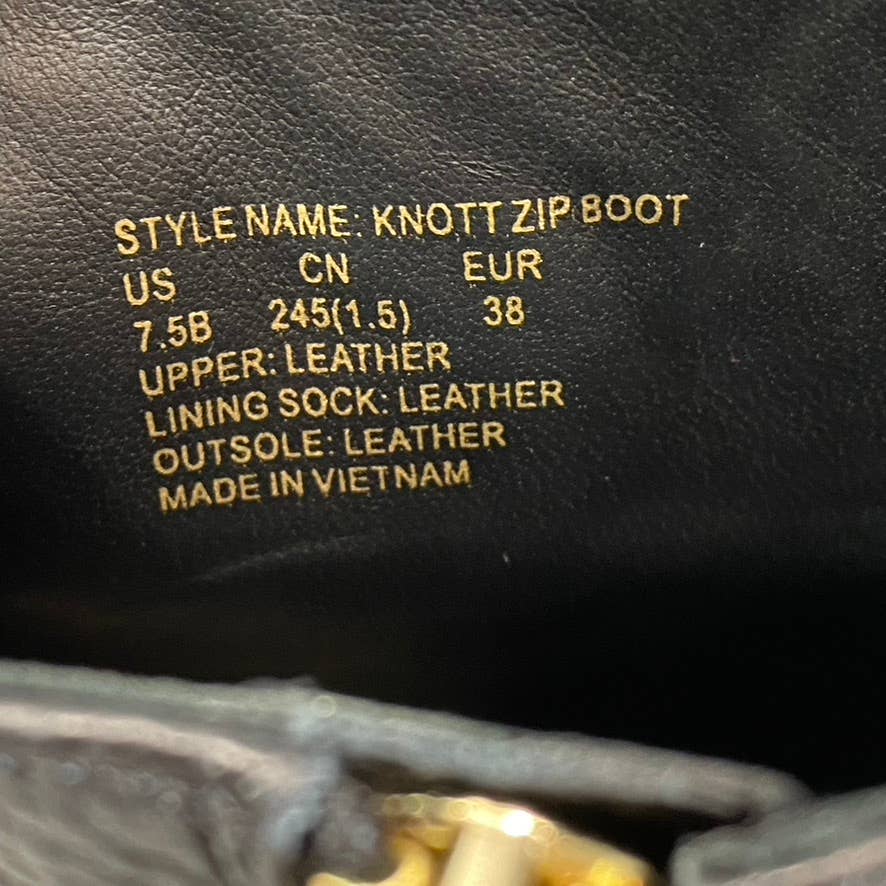 STYLE NAME: KNOTT ZIP BOOT
US CN EUR
7.5B 245(1.5) 38
UPPER: LEATHER
LINING SOCK: LEATHER
OUTSOLE: LEATHER
MADE IN VIETNAM